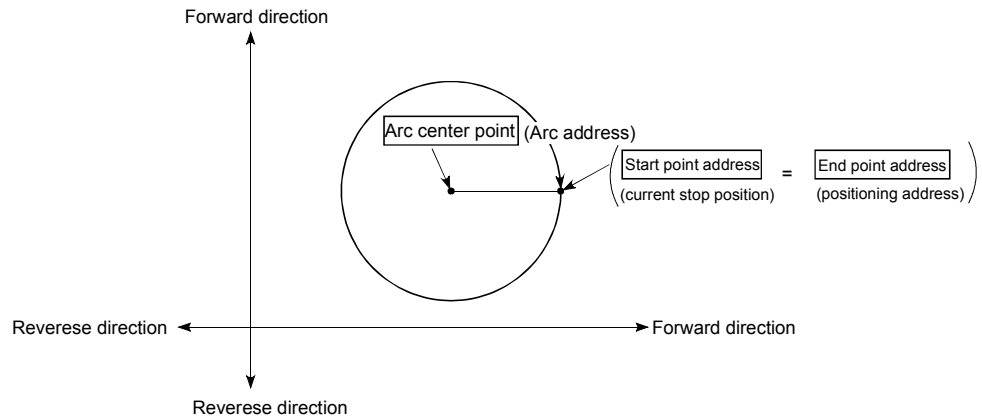 Forward direction
Arc center point (Arc address)
Start point address = End point address
(current stop position) (positioning address)
Reverese direction Forward direction
Reverese direction